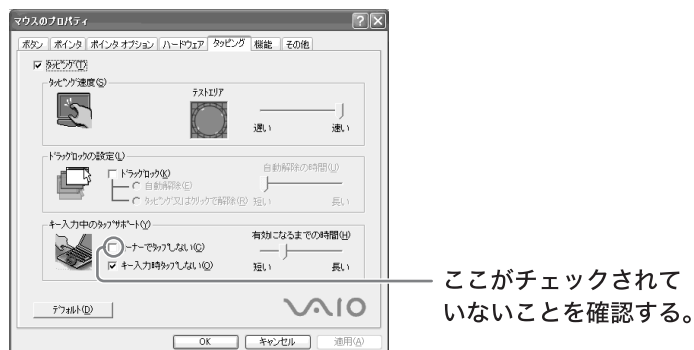 マウスのプロパティ
ボタン ポインタ ポインタ オプション ハードウェア タッピング 機能 その他
タッピング(T)
タッピング速度(S)
テストエリア
遅い 速い
ドラッグロックの設定(L)
ドラッグロック(K)
自動解除(E)
タッピング又はクリックで解除(R)
自動解除の時間(U)
短い 長い
キー入力中のタップサポート(Y)
ーナーでタップしない(C)
キー入力時タップしない(O)
有効になるまでの時間(H)
短い 長い
デフォルト(D)
VAIO
OK キャンセル 適用(A)
ここがチェックされて
いないことを確認する。